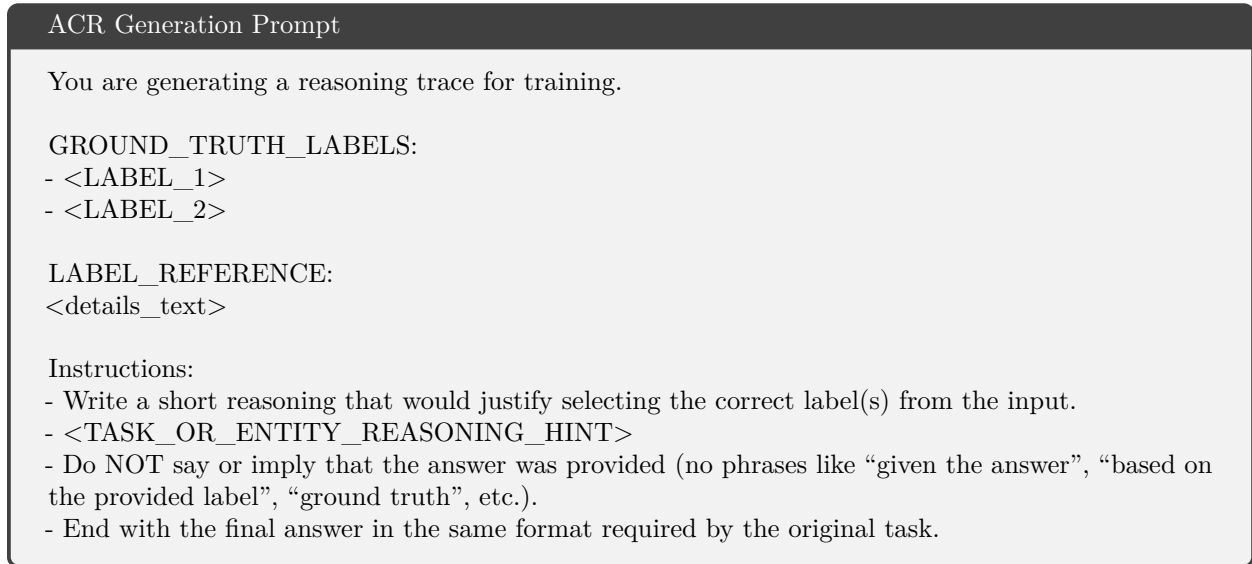 ACR Generation Prompt
You are generating a reasoning trace for training.
GROUND_TRUTH_LABELS:
- <LABEL_1>
- <LABEL_2>
LABEL_REFERENCE:
<details_text>
Instructions:
- Write a short reasoning that would justify selecting the correct label(s) from the input.
- <TASK_OR_ENTITY_REASONING_HINT>
- Do NOT say or imply that the answer was provided (no phrases like “given the answer”, “based on
the provided label”, “ground truth”, etc.).
- End with the final answer in the same format required by the original task.